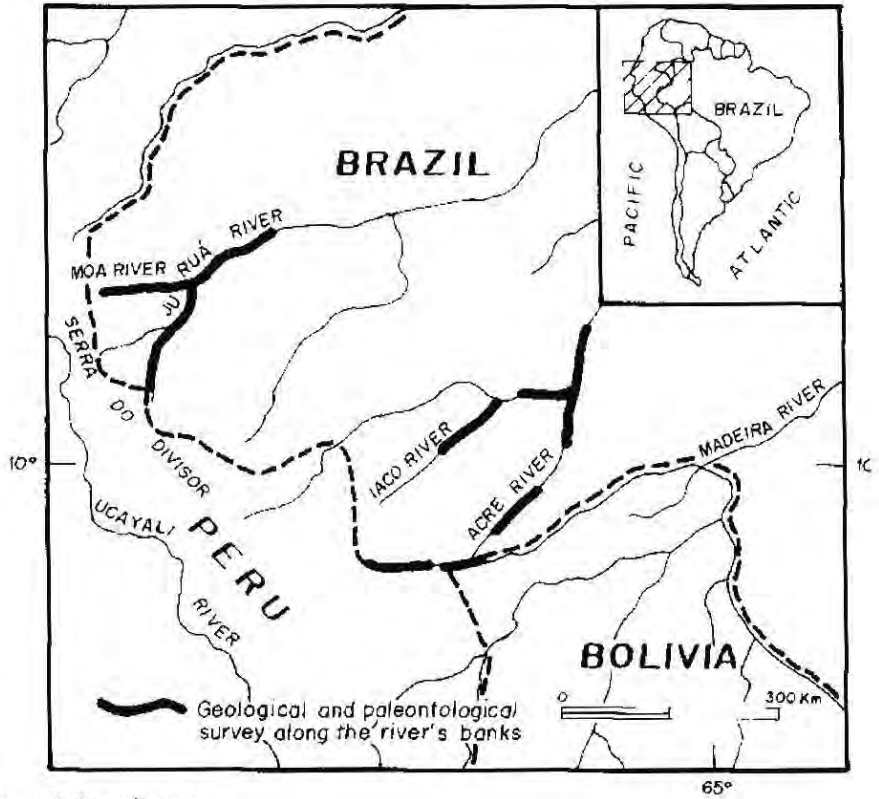 BRAZIL
BRAZIL
PACIFIC
ATLANTIC
MOA RIVER
JURUÁ RIVER
SERRA DO DIVISOR
10°
IACO RIVER
ACRE RIVER
MADEIRA RIVER
UCAYALI RIVER
PERU
BOLIVIA
0
300 Km
Geological and paleontological
survey along the river's banks
65°